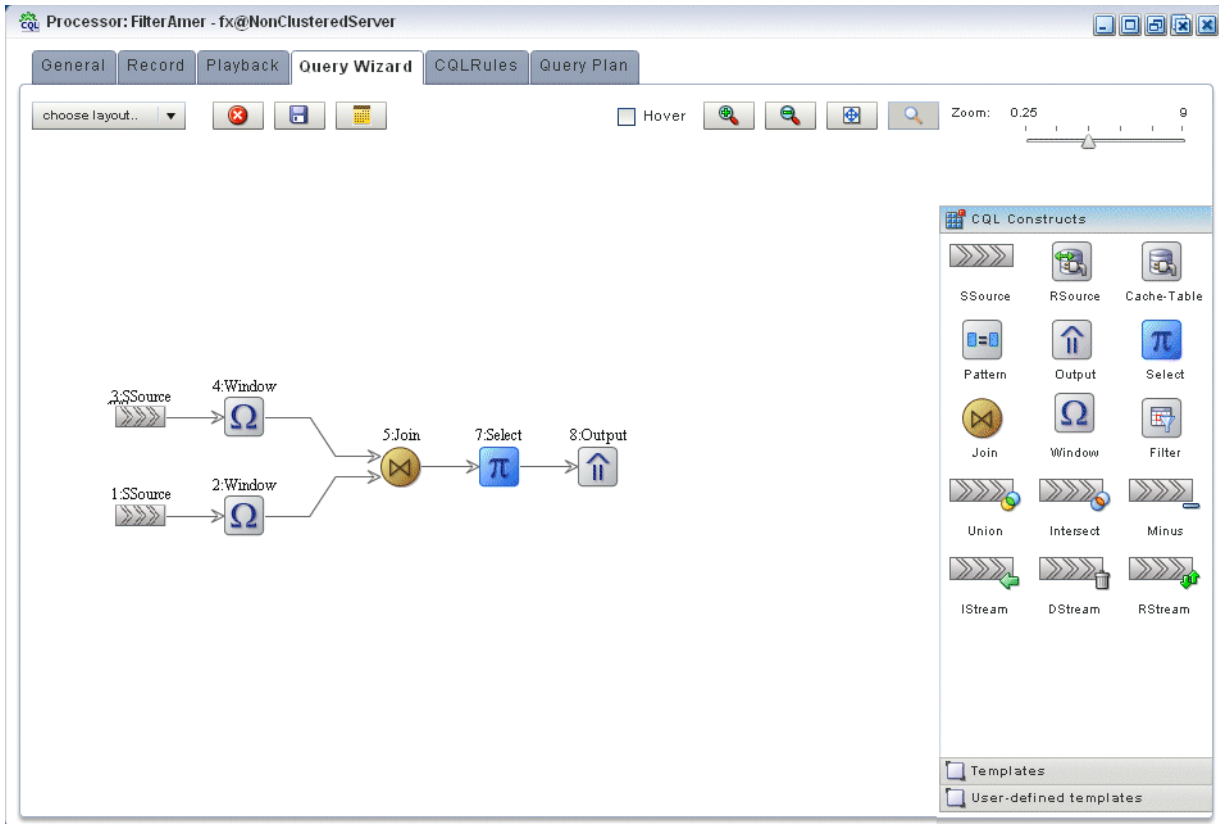 CQL Processor: FilterAmer - fx@NonClusteredServer
General Record Playback Query Wizard CQLRules Query Plan
choose layout.. Hover Zoom: 0.25 9
CQL Constructs
SSource RSource Cache-Table
Pattern Output Select
Join Window Filter
Union Intersect Minus
IStream DStream RStream
3:SSource 4:Window
5:Join 7:Select 8:Output
1:SSource 2:Window
Templates
User-defined templates